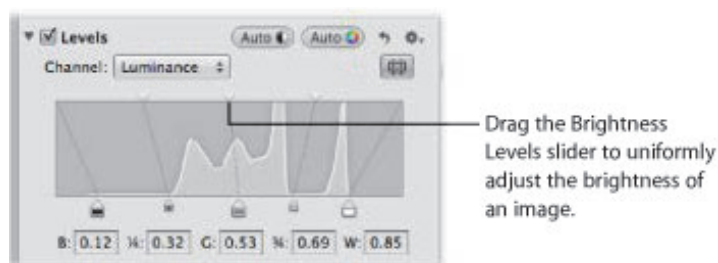 Levels
Auto Auto
Channel: Luminance
Drag the Brightness
Levels slider to uniformly
adjust the brightness of
an image.
B: 0.12 ¼: 0.32 G: 0.53 ¾: 0.69 W: 0.85